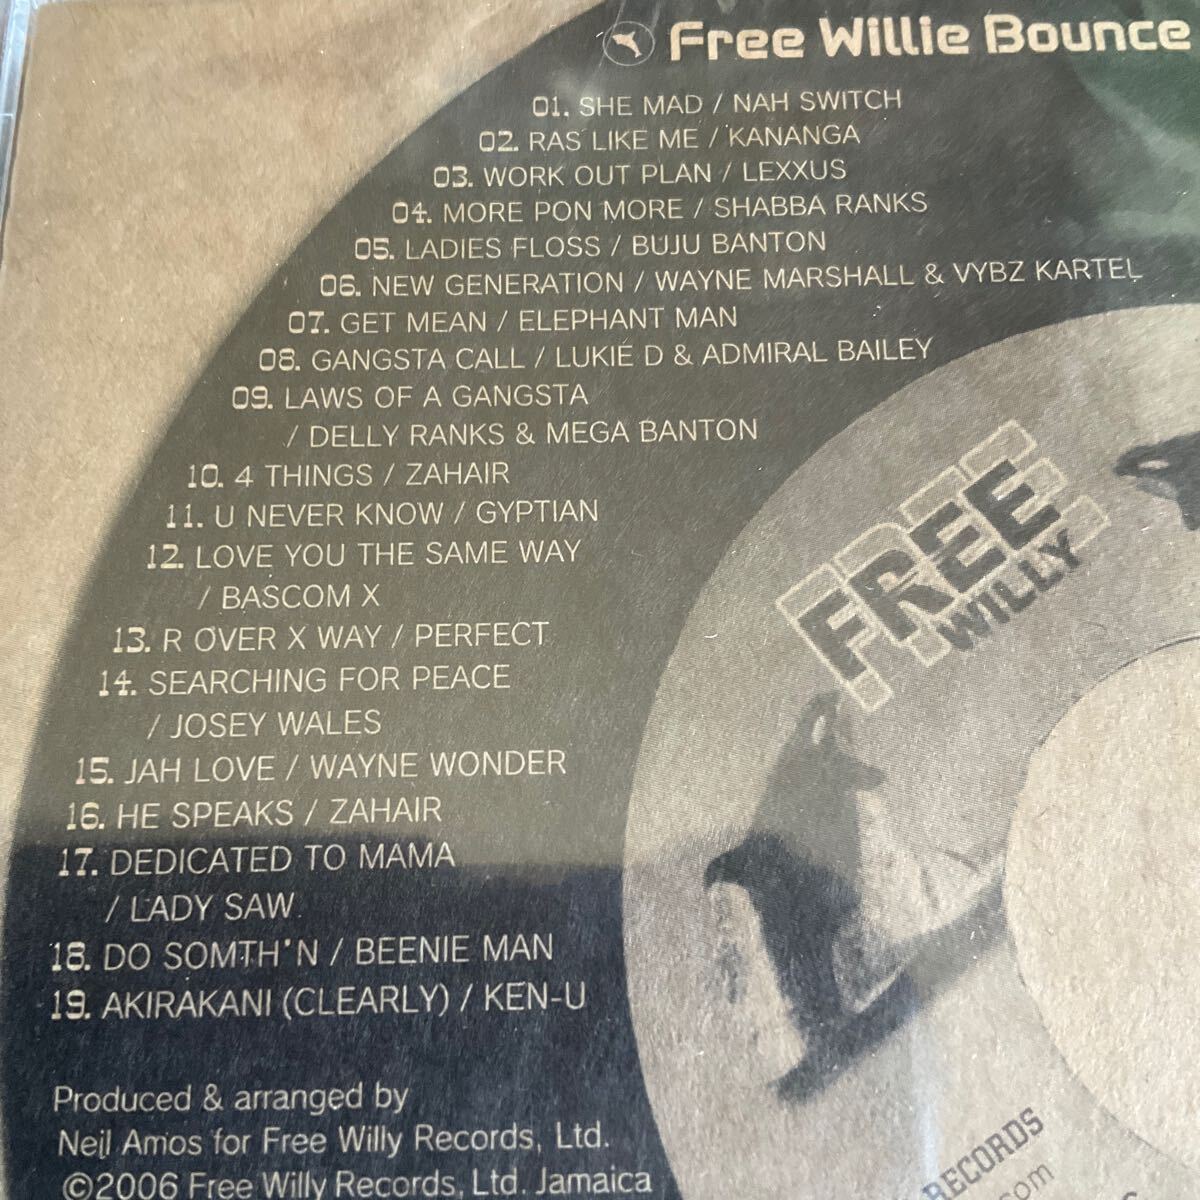 Free Willie Bounce
01. SHE MAD / NAH SWITCH
02. RAS LIKE ME / KANANGA
03. WORK OUT PLAN / LEXXUS
04. MORE PON MORE / SHABBA RANKS
05. LADIES FLOSS / BUJU BANTON
06. NEW GENERATION / WAYNE MARSHALL & VYBZ KARTEL
07. GET MEAN / ELEPHANT MAN
08. GANGSTA CALL / LUKIE D & ADMIRAL BAILEY
09. LAWS OF A GANGSTA
/ DELLY RANKS & MEGA BANTON
10. 4 THINGS / ZAHAIR
11. U NEVER KNOW / GYPTIAN
12. LOVE YOU THE SAME WAY
/ BASCOM X
13. R OVER X WAY / PERFECT
14. SEARCHING FOR PEACE
/ JOSEY WALES
15. JAH LOVE / WAYNE WONDER
16. HE SPEAKS / ZAHAIR
17. DEDICATED TO MAMA
/ LADY SAW
18. DO SOMTH'N / BEENIE MAN
19. AKIRAKANI (CLEARLY) / KEN-U
Produced & arranged by
Neil Amos for Free Willy Records, Ltd.
©2006 Free Willy Records, Ltd. Jamaica
FREE
WILLY
RECORDS
om